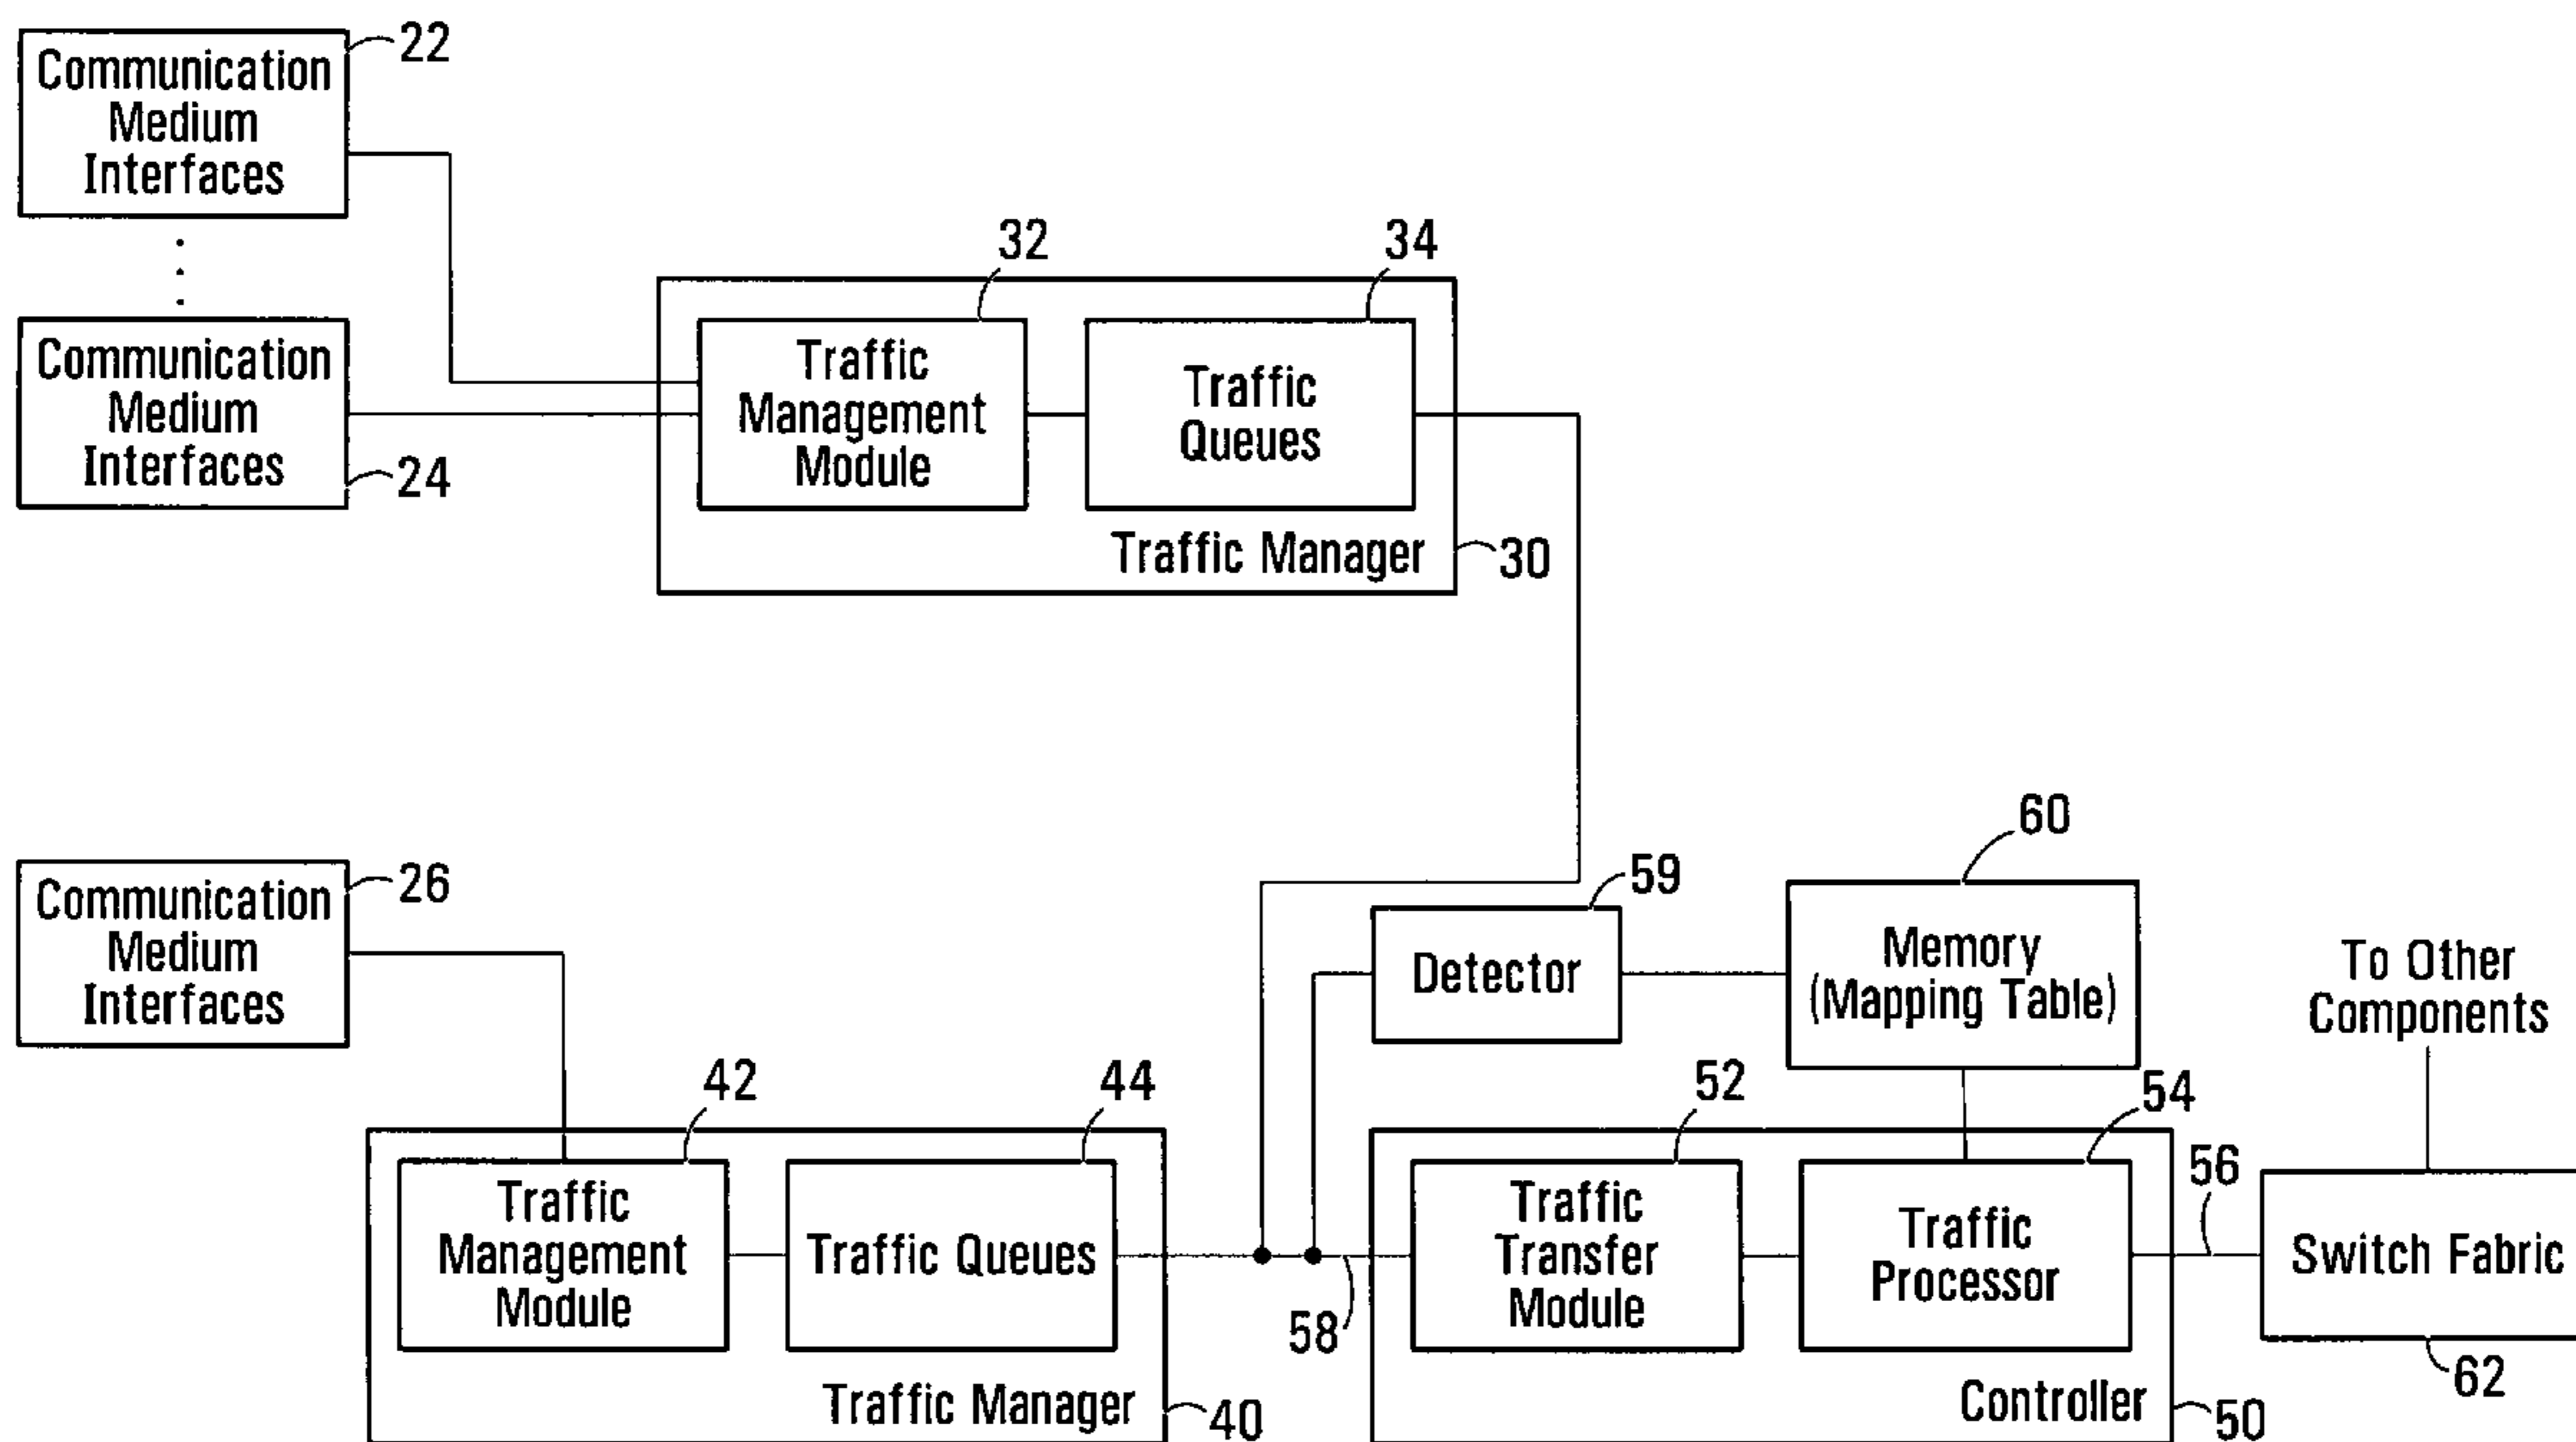 22
Communication
Medium
Interfaces
32
34
Communication
Medium
Interfaces
24
Traffic
Management
Module
Traffic
Queues
Traffic Manager
30
60
59
26
Communication
Medium
Interfaces
Detector
Memory
(Mapping Table)
To Other
Components
42
44
52
54
56
Traffic
Management
Module
Traffic Queues
58
Traffic
Transfer
Module
Traffic
Processor
Switch Fabric
62
Traffic Manager
40
Controller
50